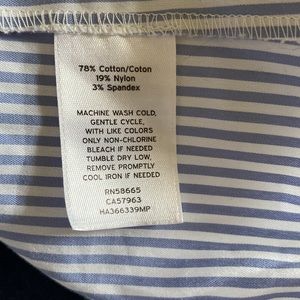 78% Cotton/Coton
19% Nylon
3% Spandex
MACHINE WASH COLD,
GENTLE CYCLE,
WITH LIKE COLORS
ONLY NON-CHLORINE
BLEACH IF NEEDED
TUMBLE DRY LOW,
REMOVE PROMPTLY
COOL IRON IF NEEDED
RN58665
CA57963
HA366339MP